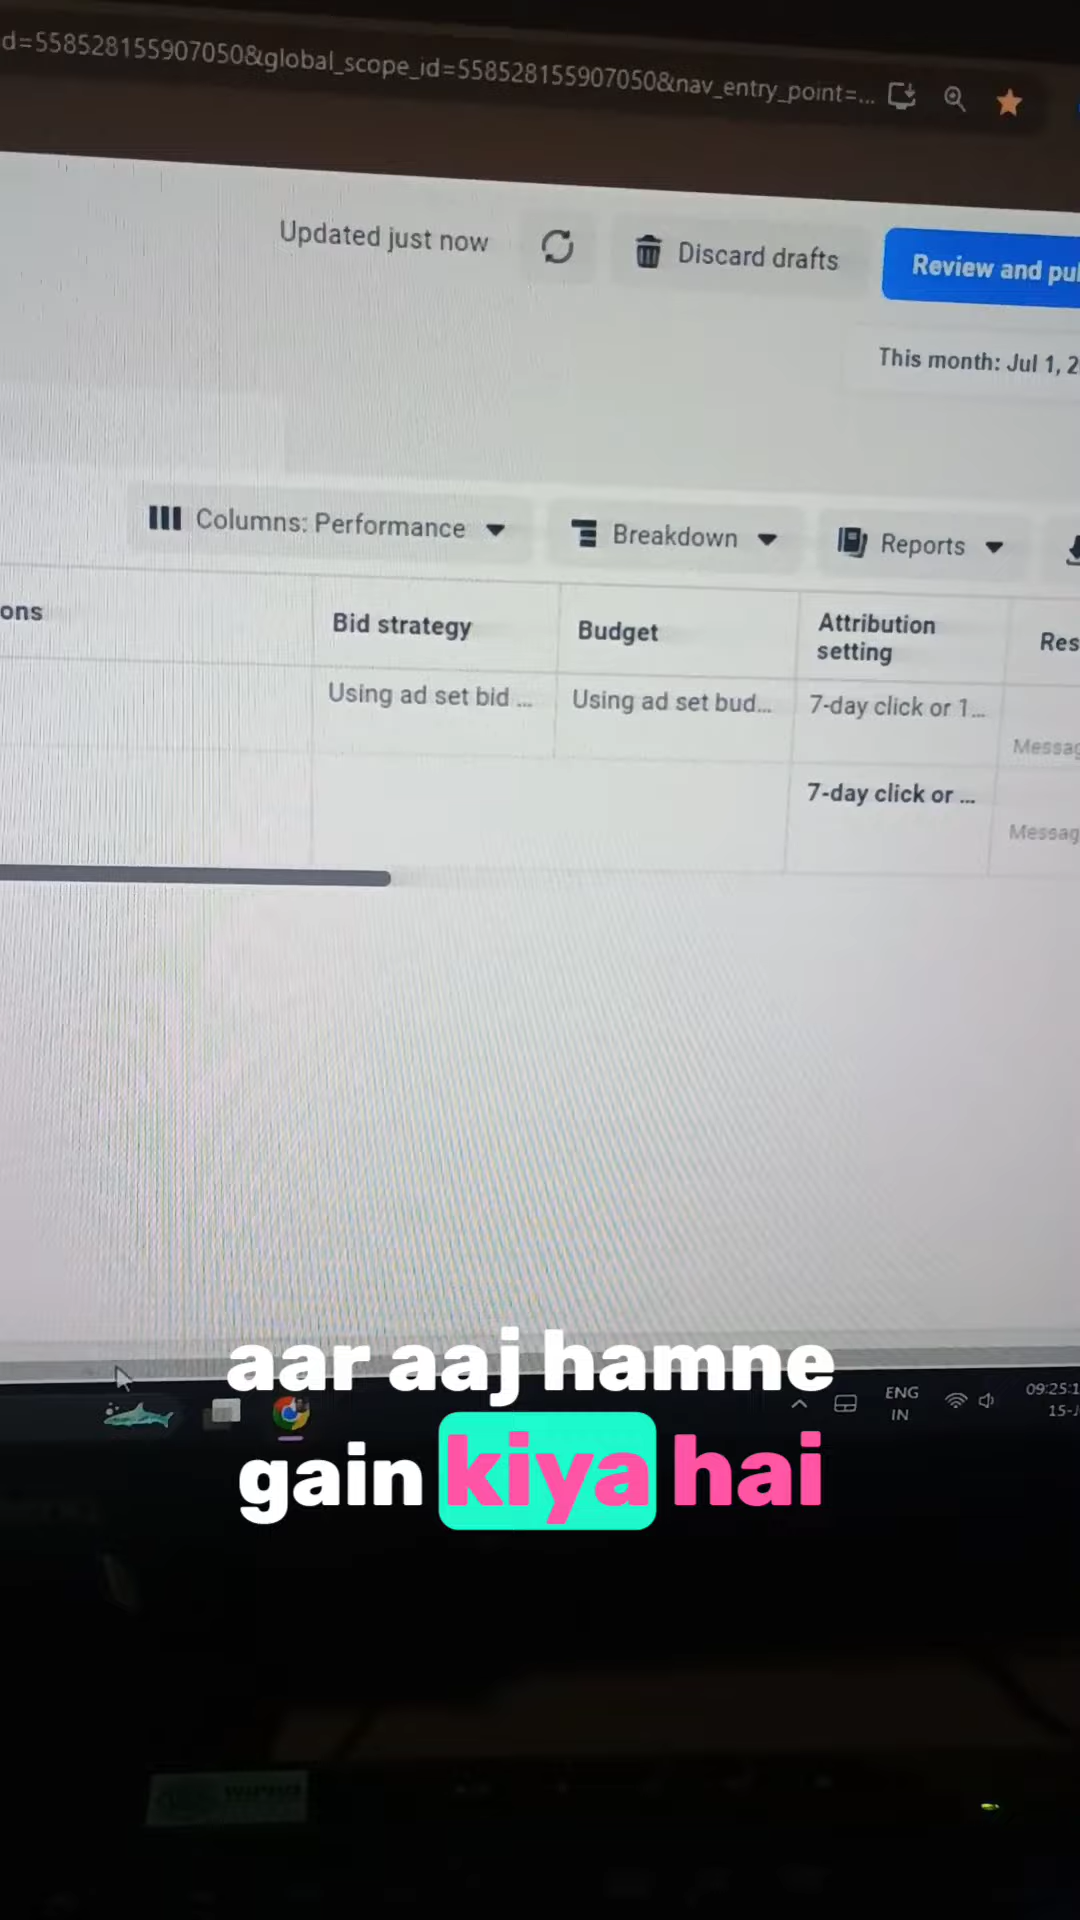 d=558528155907050&global_scope_id=558528155907050&nav_entry_point=...
Updated just now
Discard drafts
Review and pul
This month: Jul 1, 2
Columns: Performance
Breakdown
Reports
ons
Bid strategy
Budget
Attribution
setting
Res
Using ad set bid ...
Using ad set bud...
7-day click or 1...
Messag
7-day click or ...
Messag
aar aaj hamne
gain kiya hai
ENG
IN
09:25:1
15-J